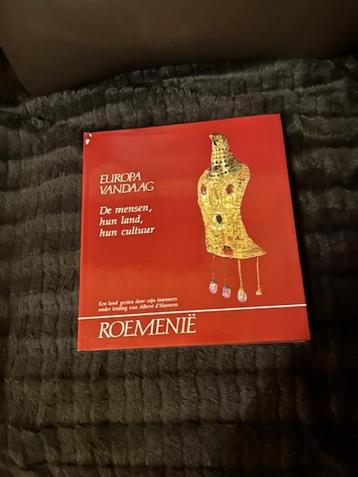 EUROPA
VANDAAG
De mensen,
hun land,
hun cultuur
Een land gezien door zijn inwoners
onder leiding van Albert d'Haenens
ROEMENIË